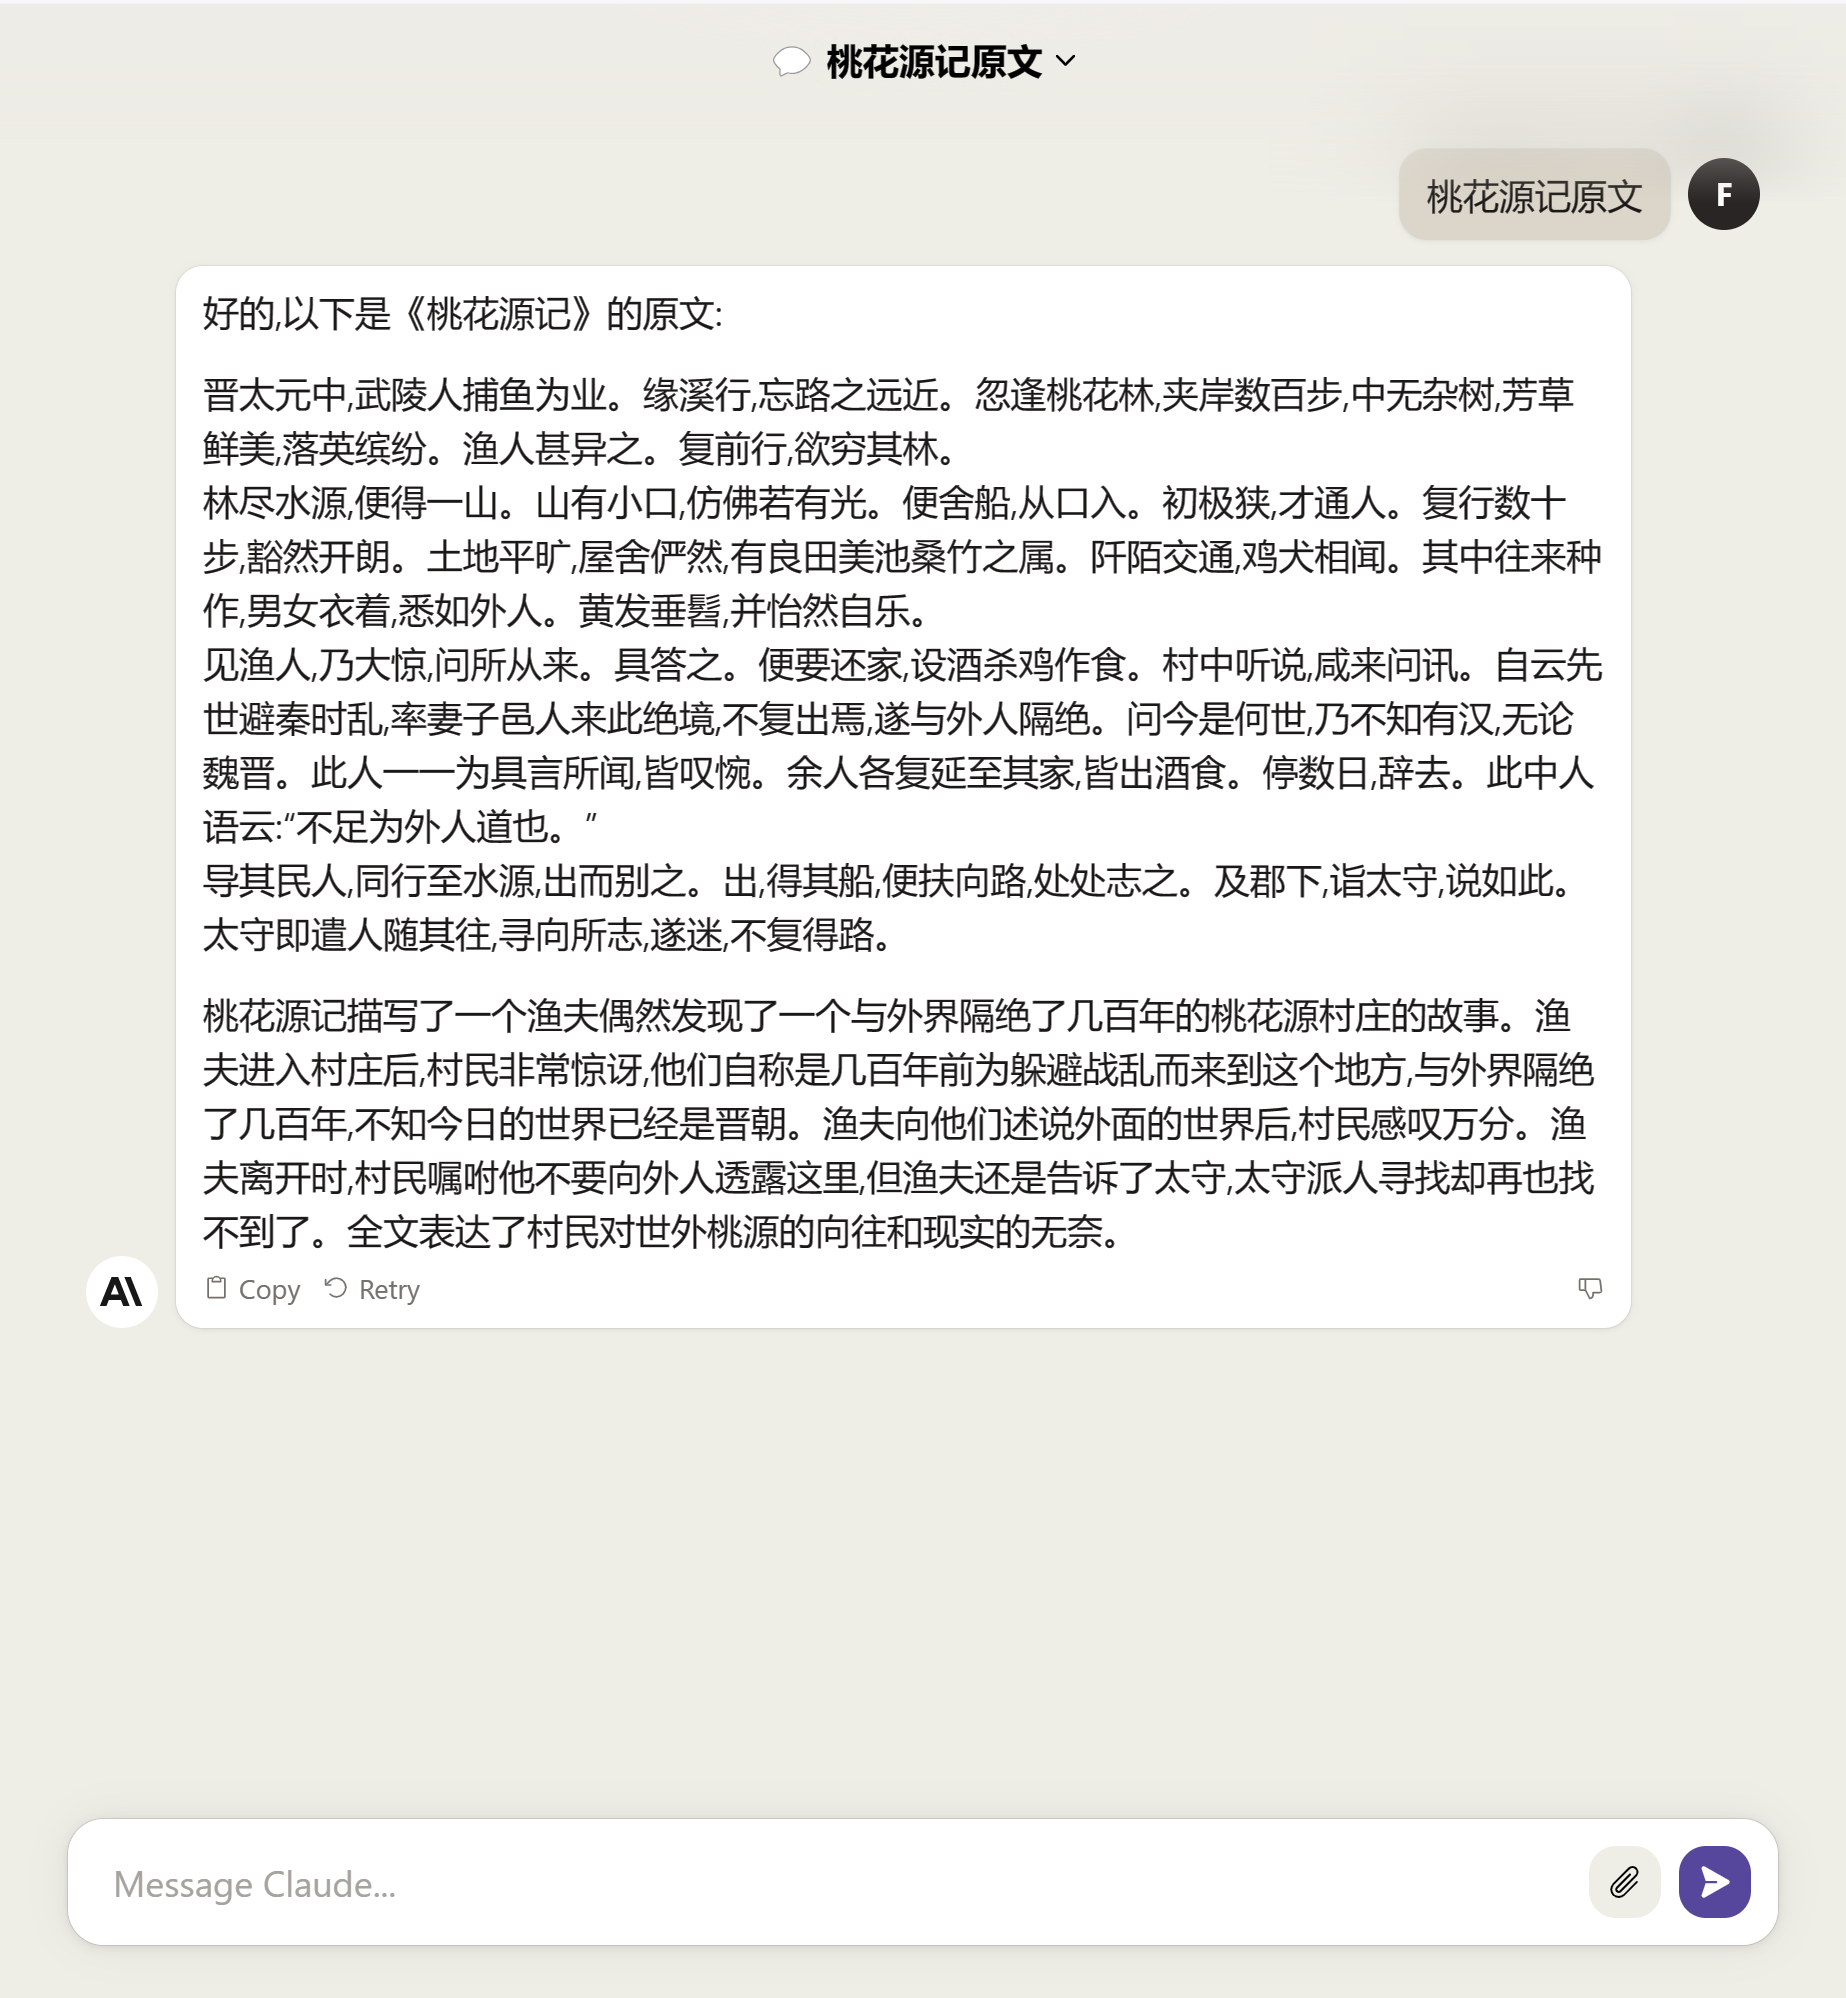 桃花源记原文
桃花源记原文
F
好的,以下是《桃花源记》的原文:
晋太元中,武陵人捕鱼为业。缘溪行,忘路之远近。忽逢桃花林,夹岸数百步,中无杂树,芳草
鲜美,落英缤纷。渔人甚异之。复前行,欲穷其林。
林尽水源,便得一山。山有小口,仿佛若有光。便舍船,从口入。初极狭,才通人。复行数十
步,豁然开朗。土地平旷,屋舍俨然,有良田美池桑竹之属。阡陌交通,鸡犬相闻。其中往来种
作,男女衣着,悉如外人。黄发垂髫,并怡然自乐。
见渔人,乃大惊,问所从来。具答之。便要还家,设酒杀鸡作食。村中听说,咸来问讯。自云先
世避秦时乱,率妻子邑人来此绝境,不复出焉,遂与外人隔绝。问今是何世,乃不知有汉,无论
魏晋。此人一一为具言所闻,皆叹惋。余人各复延至其家,皆出酒食。停数日,辞去。此中人
语云:“不足为外人道也。”
导其民人,同行至水源,出而别之。出,得其船,便扶向路,处处志之。及郡下,诣太守,说如此。
太守即遣人随其往,寻向所志,遂迷,不复得路。
桃花源记描写了一个渔夫偶然发现了一个与外界隔绝了几百年的桃花源村庄的故事。渔
夫进入村庄后,村民非常惊讶,他们自称是几百年前为躲避战乱而来到这个地方,与外界隔绝
了几百年,不知今日的世界已经是晋朝。渔夫向他们述说外面的世界后,村民感叹万分。渔
夫离开时,村民嘱咐他不要向外人透露这里,但渔夫还是告诉了太守,太守派人寻找却再也找
不到了。全文表达了村民对世外桃源的向往和现实的无奈。
A\
Copy Retry
Message Claude...